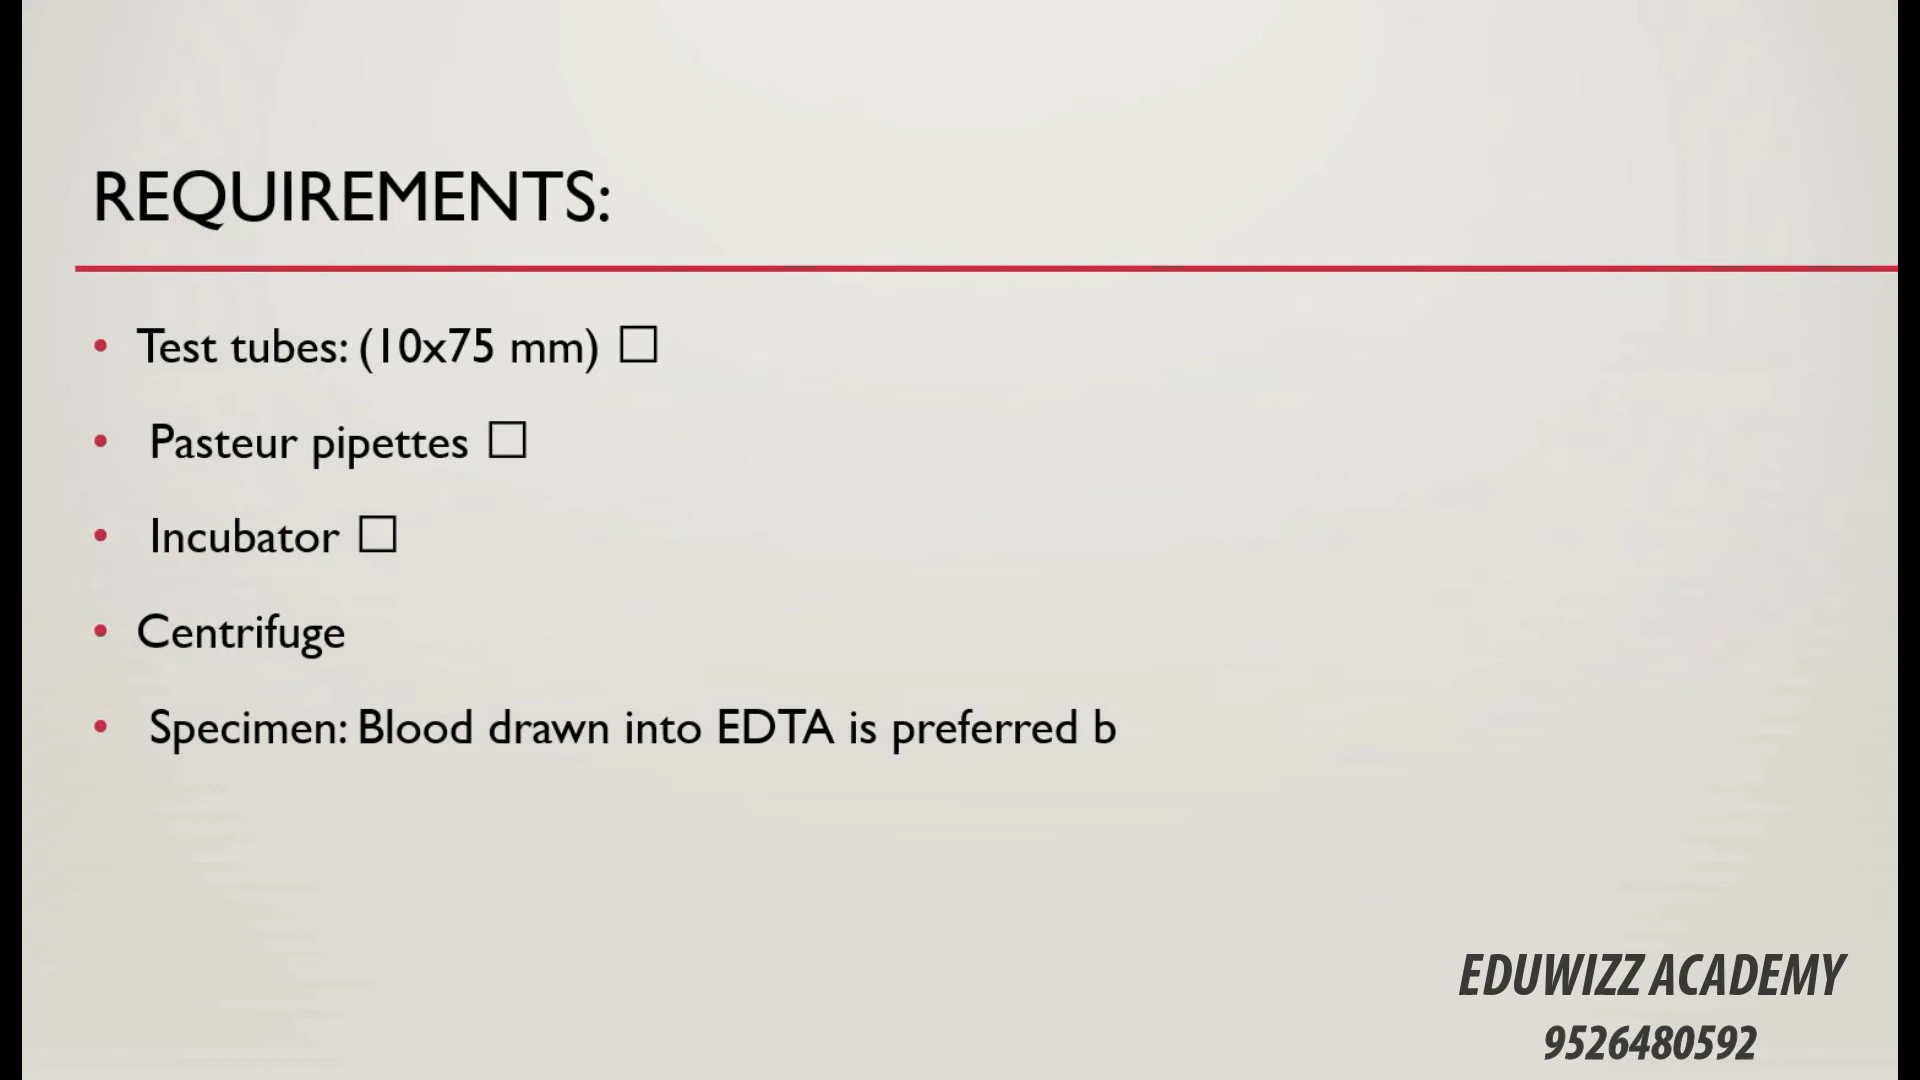 REQUIREMENTS:
• Test tubes: (10x75 mm) □
• Pasteur pipettes □
• Incubator □
• Centrifuge
• Specimen: Blood drawn into EDTA is preferred b
EDUWIZZ ACADEMY
9526480592